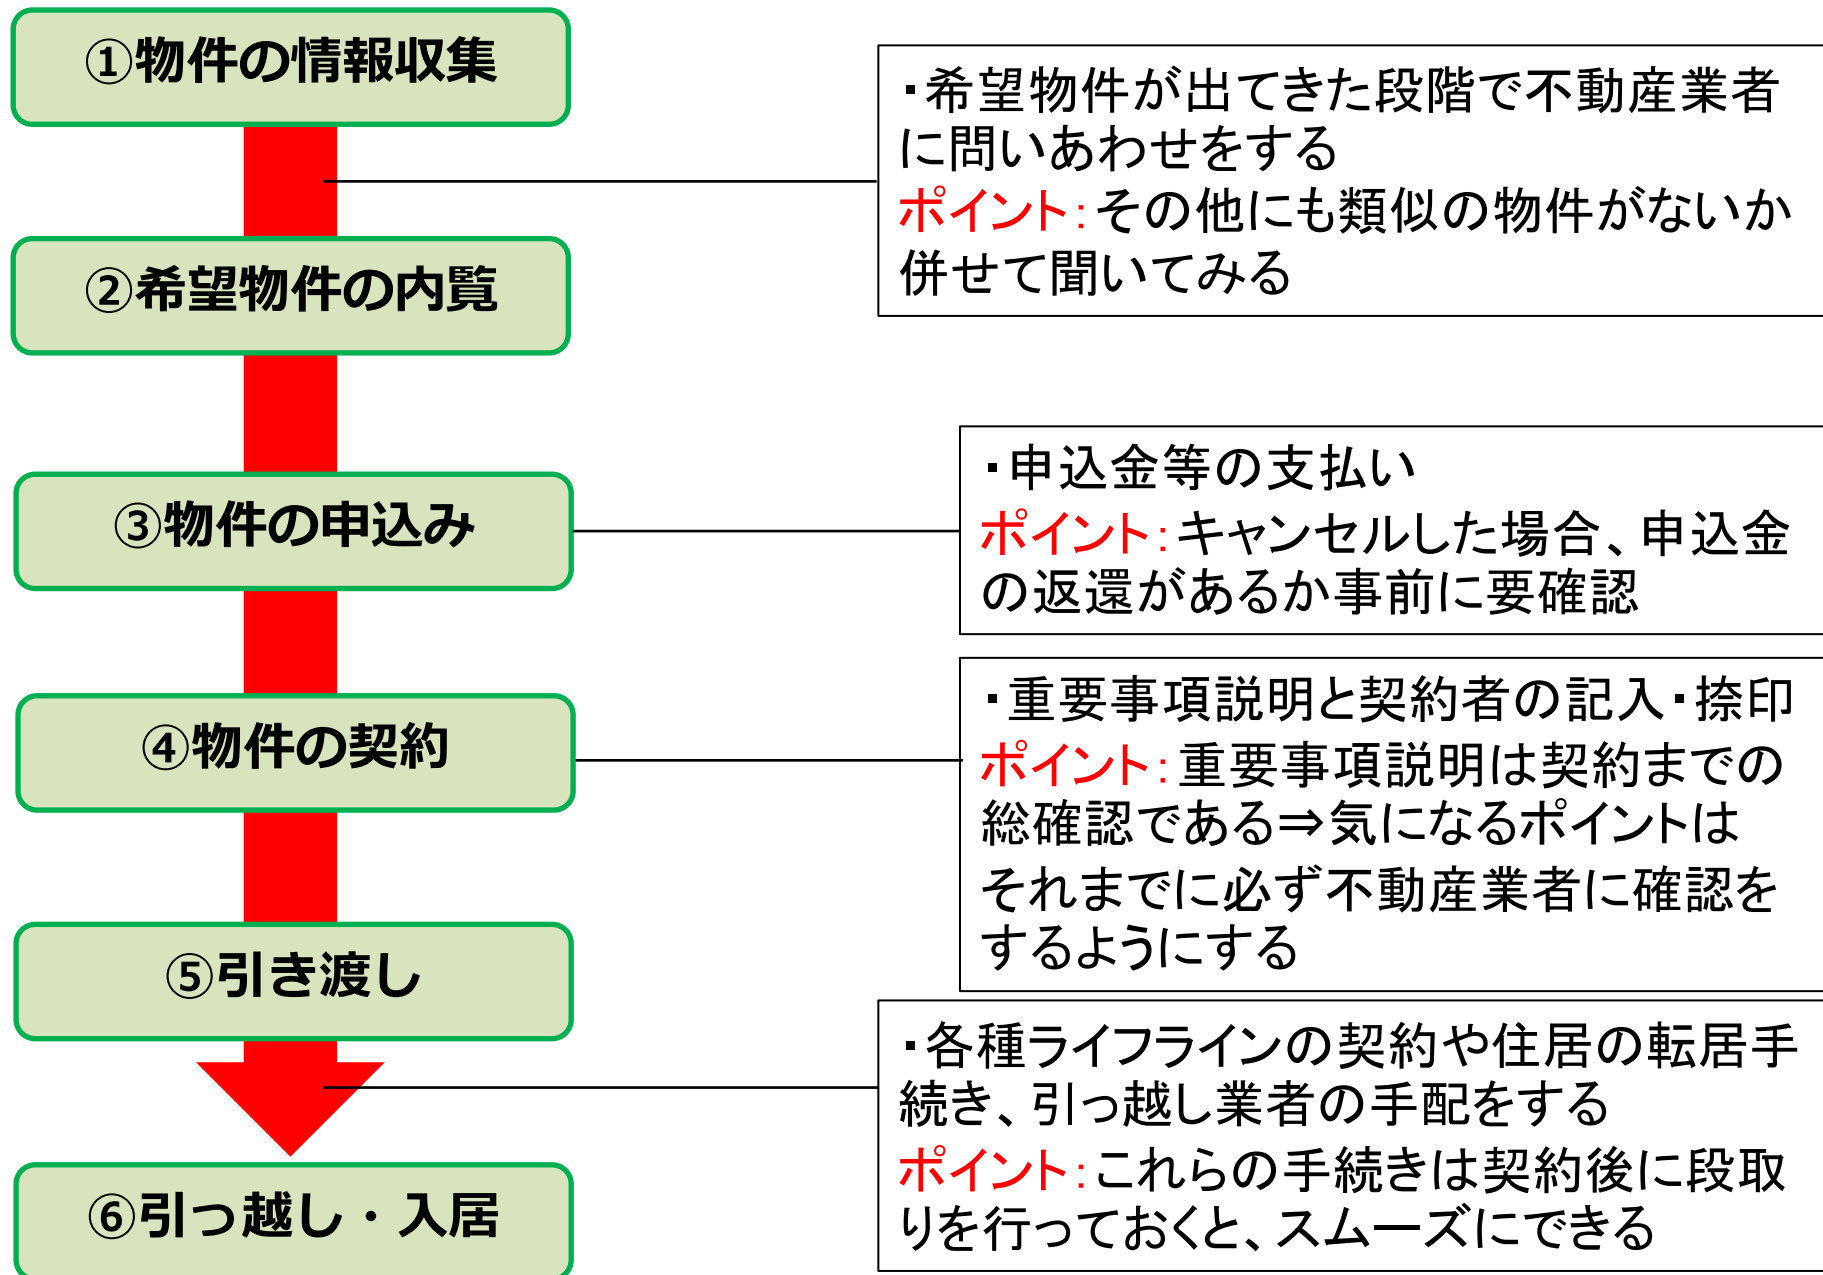 ①物件の情報収集
・希望物件が出てきた段階で不動産業者
に問いあわせをする
ポイント：その他にも類似の物件がないか
併せて聞いてみる
②希望物件の内覧
③物件の申込み
・申込金等の支払い
ポイント：キャンセルした場合、申込金
の返還があるか事前に要確認
④物件の契約
・重要事項説明と契約者の記入・捺印
ポイント：重要事項説明は契約までの
総確認である⇒気になるポイントは
それまでに必ず不動産業者に確認を
するようにする
⑤引き渡し
・各種ライフラインの契約や住居の転居手
続き、引っ越し業者の手配をする
ポイント：これらの手続きは契約後に段取
りを行っておくと、スムーズにできる
⑥引っ越し・入居